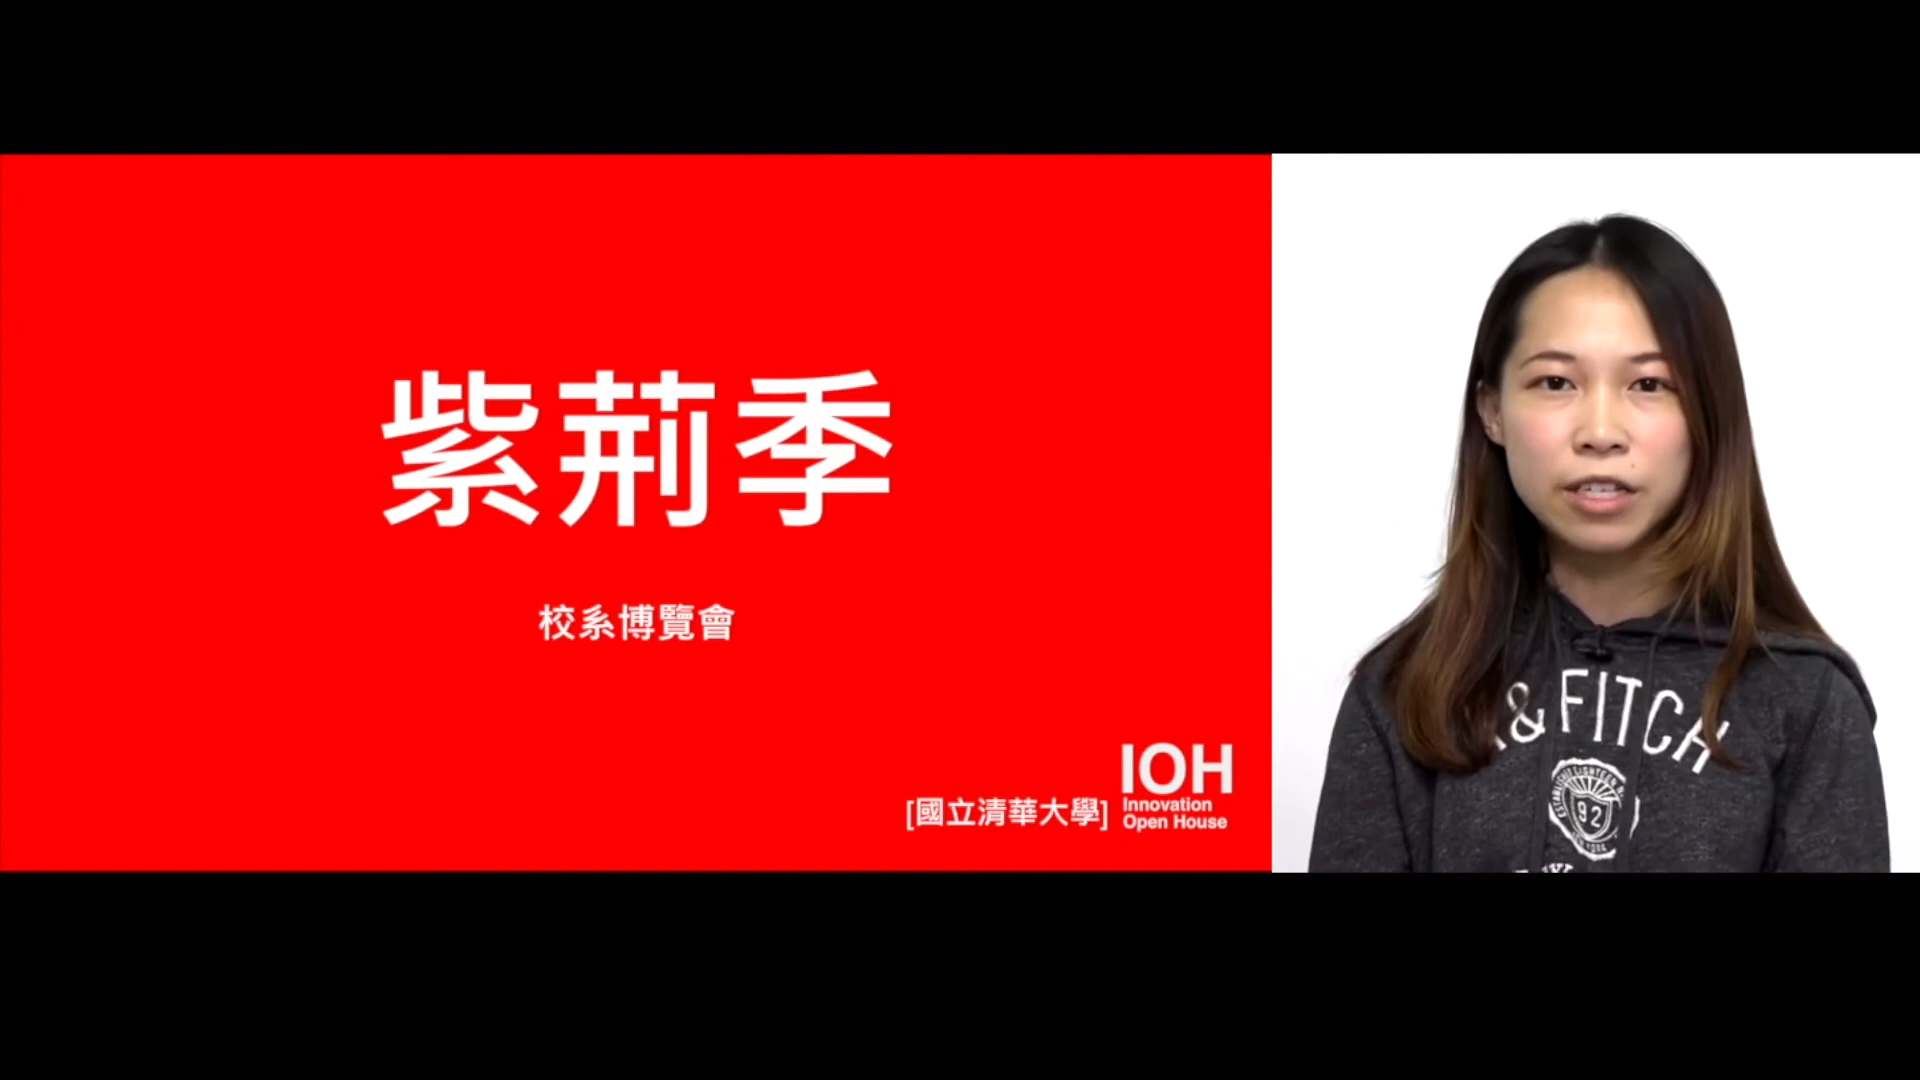 紫荊季
校系博覽會
[國立清華大學]
IOH
Innovation
Open House
& FITCH
92